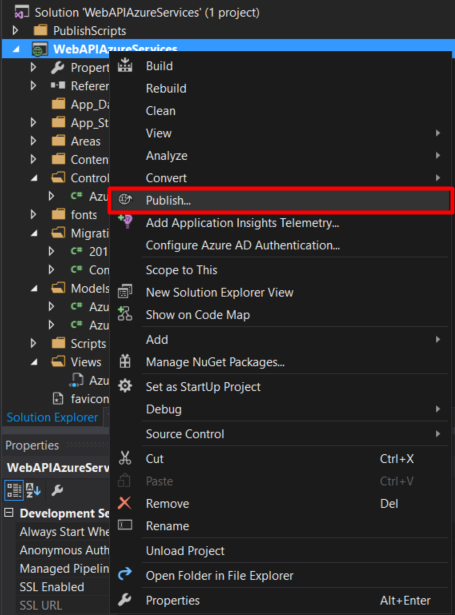 Solution 'WebAPIAzureServices' (1 project)
PublishScripts
WebAPIAzureServices
Propert
Referen
App_Da
App_St
Areas
Conten
Control
C# Azu
fonts
Migrati
C# 201
C# Con
Models
C# Azu
C# Azu
Scripts
Views
Azu
favicon
Solution Explorer
Build
Rebuild
Clean
View
Analyze
Convert
Publish...
Add Application Insights Telemetry...
Configure Azure AD Authentication...
Scope to This
New Solution Explorer View
Show on Code Map
Add
Manage NuGet Packages...
Set as StartUp Project
Debug
Source Control
Cut Ctrl+X
Paste Ctrl+V
Remove Del
Rename
Unload Project
Open Folder in File Explorer
Properties Alt+Enter
Properties
WebAPIAzureServ
Development Se
Always Start Whe
Anonymous Auth
Managed Pipelin
SSL Enabled
SSL URL